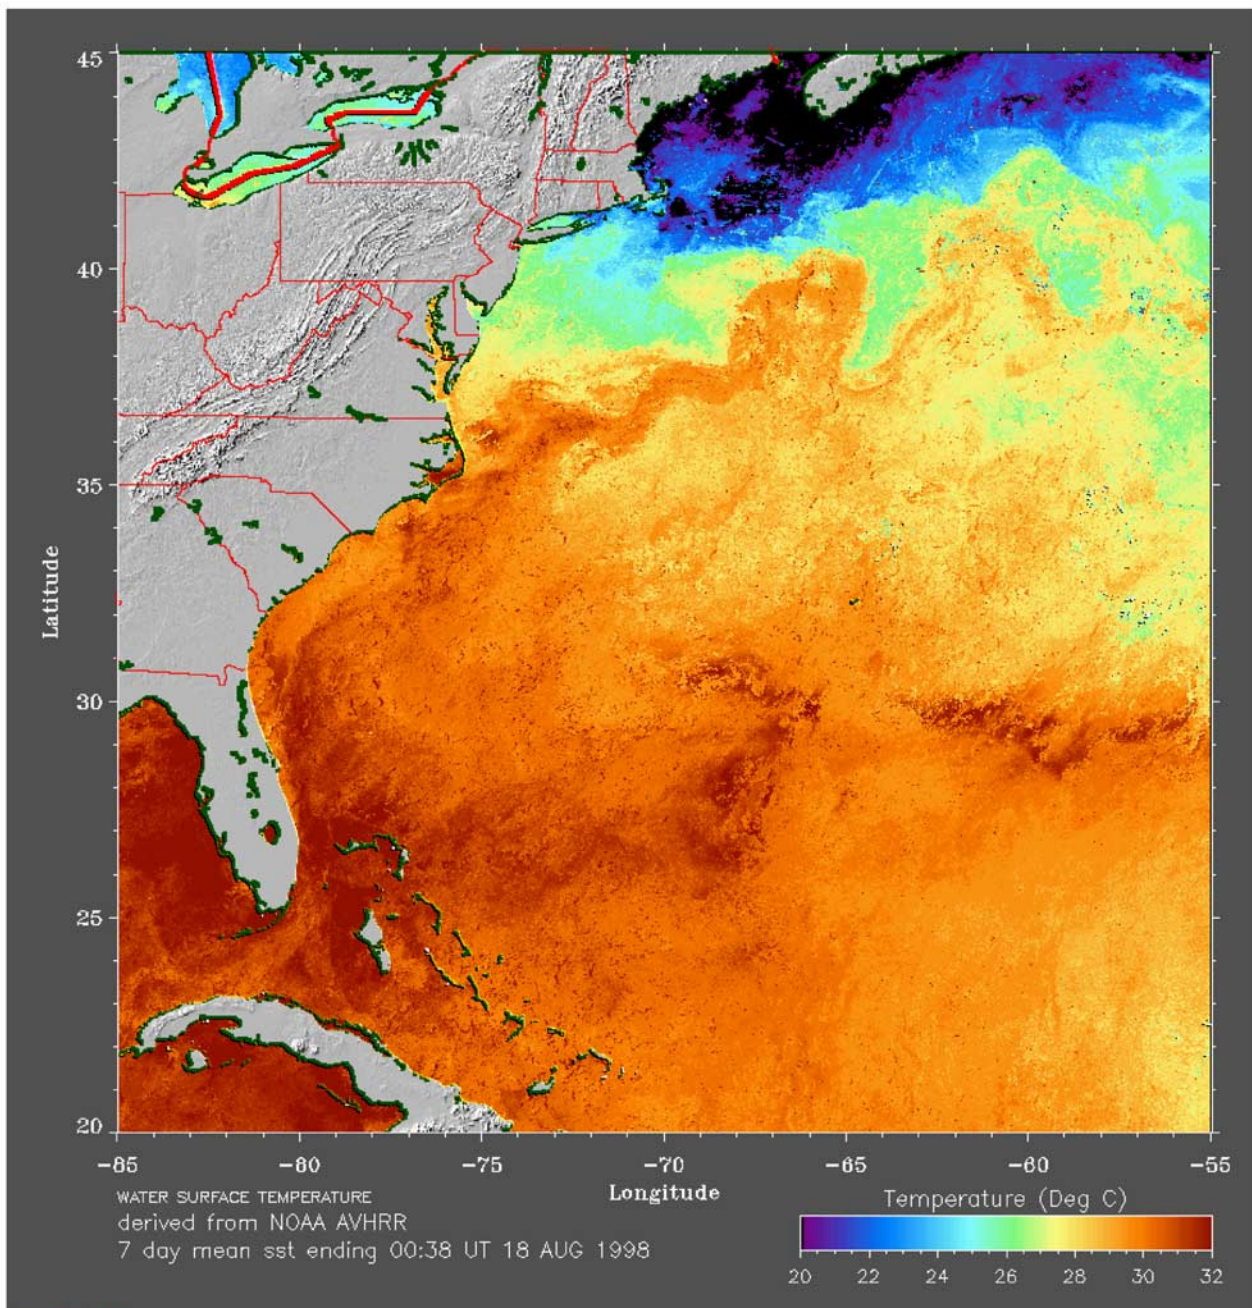 45
40
35
30
25
20
Latitude
-85 -80 -75 -70 -65 -60 -55
Longitude
WATER SURFACE TEMPERATURE
derived from NOAA AVHRR
7 day mean sst ending 00:38 UT 18 AUG 1998
Temperature (Deg C)
20 22 24 26 28 30 32